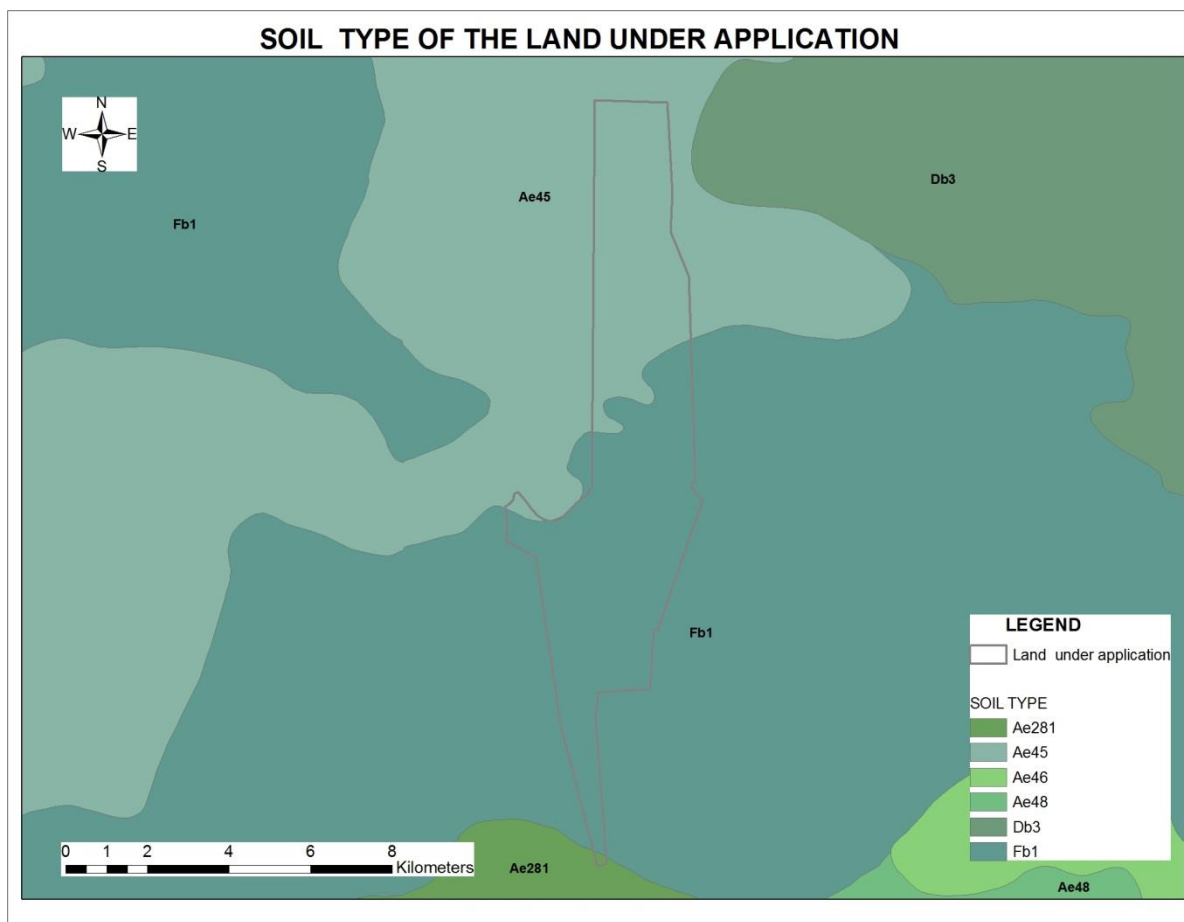 SOIL TYPE OF THE LAND UNDER APPLICATION
N
W E
S
Fb1
Ae45
Db3
Fb1
LEGEND
Land under application
SOIL TYPE
Ae281
Ae45
Ae46
Ae48
Db3
Fb1
0 1 2 4 6 8
Kilometers
Ae281
Ae48